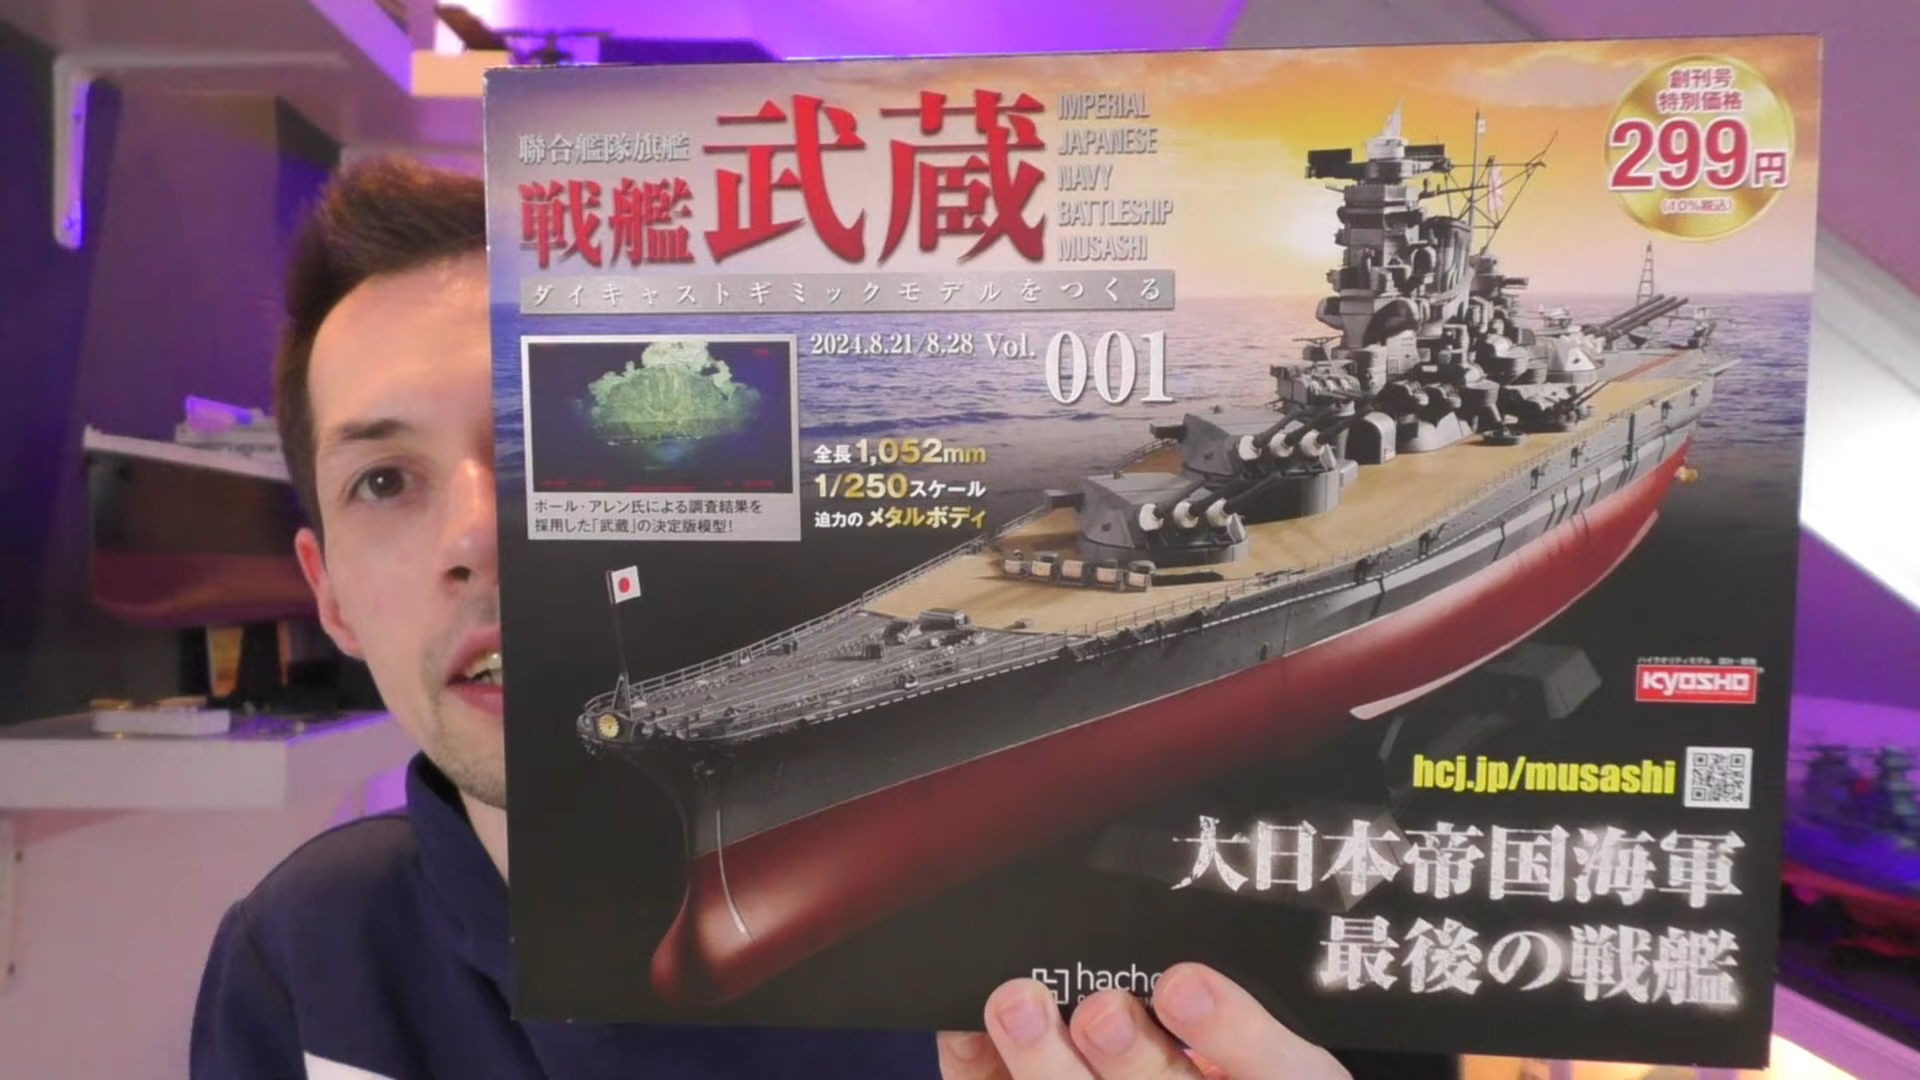 聯合艦隊旗艦
戦艦 武蔵
IMPERIAL
JAPANESE
NAVY
BATTLESHIP
MUSASHI
ダイキャストギミックモデルをつくる
創刊号
特別価格
299円
(10%税込)
2024.8.21/8.28 Vol. 001
全長1,052mm
1/250スケール
迫力のメタルボディ
ポール・アレン氏による調査結果を
採用した「武蔵」の決定版模型!
KYOSHO
hcj.jp/musashi
大日本帝国海軍
最後の戦艦
hache